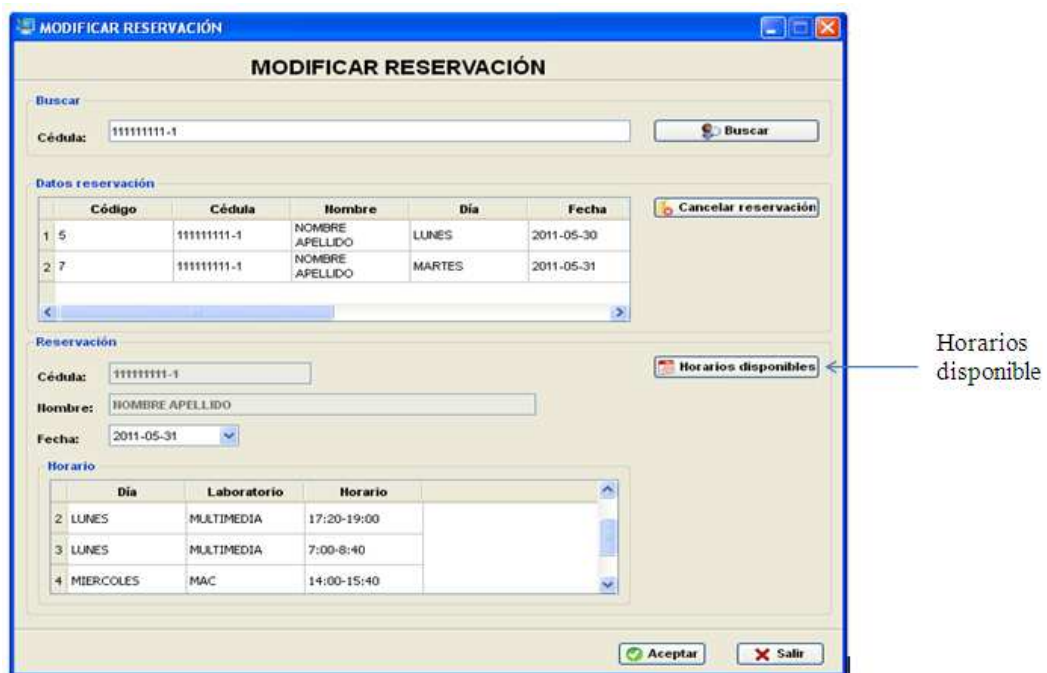 MODIFICAR RESERVACIÓN
MODIFICAR RESERVACIÓN
Buscar
Cédula: 111111111-1 Buscar
Datos reservación
Código Cédula Nombre Día Fecha Cancelar reservación
1 5 111111111-1 NOMBRE APELLIDO LUNES 2011-05-30
2 7 111111111-1 NOMBRE APELLIDO MARTES 2011-05-31
Reservación
Cédula: 111111111-1 Horarios disponibles
Horarios
disponible
Nombre: NOMBRE APELLIDO
Fecha: 2011-05-31
Horario
Día Laboratorio Horario
2 LUNES MULTIMEDIA 17:20-19:00
3 LUNES MULTIMEDIA 7:00-8:40
4 MIERCOLES MAC 14:00-15:40
Aceptar Salir